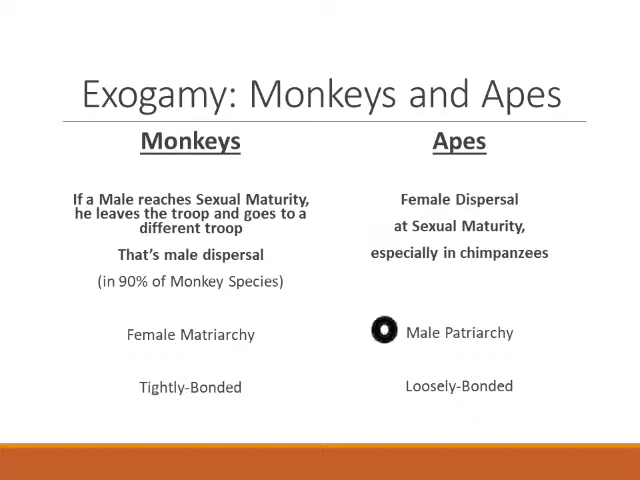 Exogamy: Monkeys and Apes
Monkeys
If a Male reaches Sexual Maturity,
he leaves the troop and goes to a
different troop
That's male dispersal
(in 90% of Monkey Species)
Female Matriarchy
Tightly-Bonded
Apes
Female Dispersal
at Sexual Maturity,
especially in chimpanzees
Male Patriarchy
Loosely-Bonded